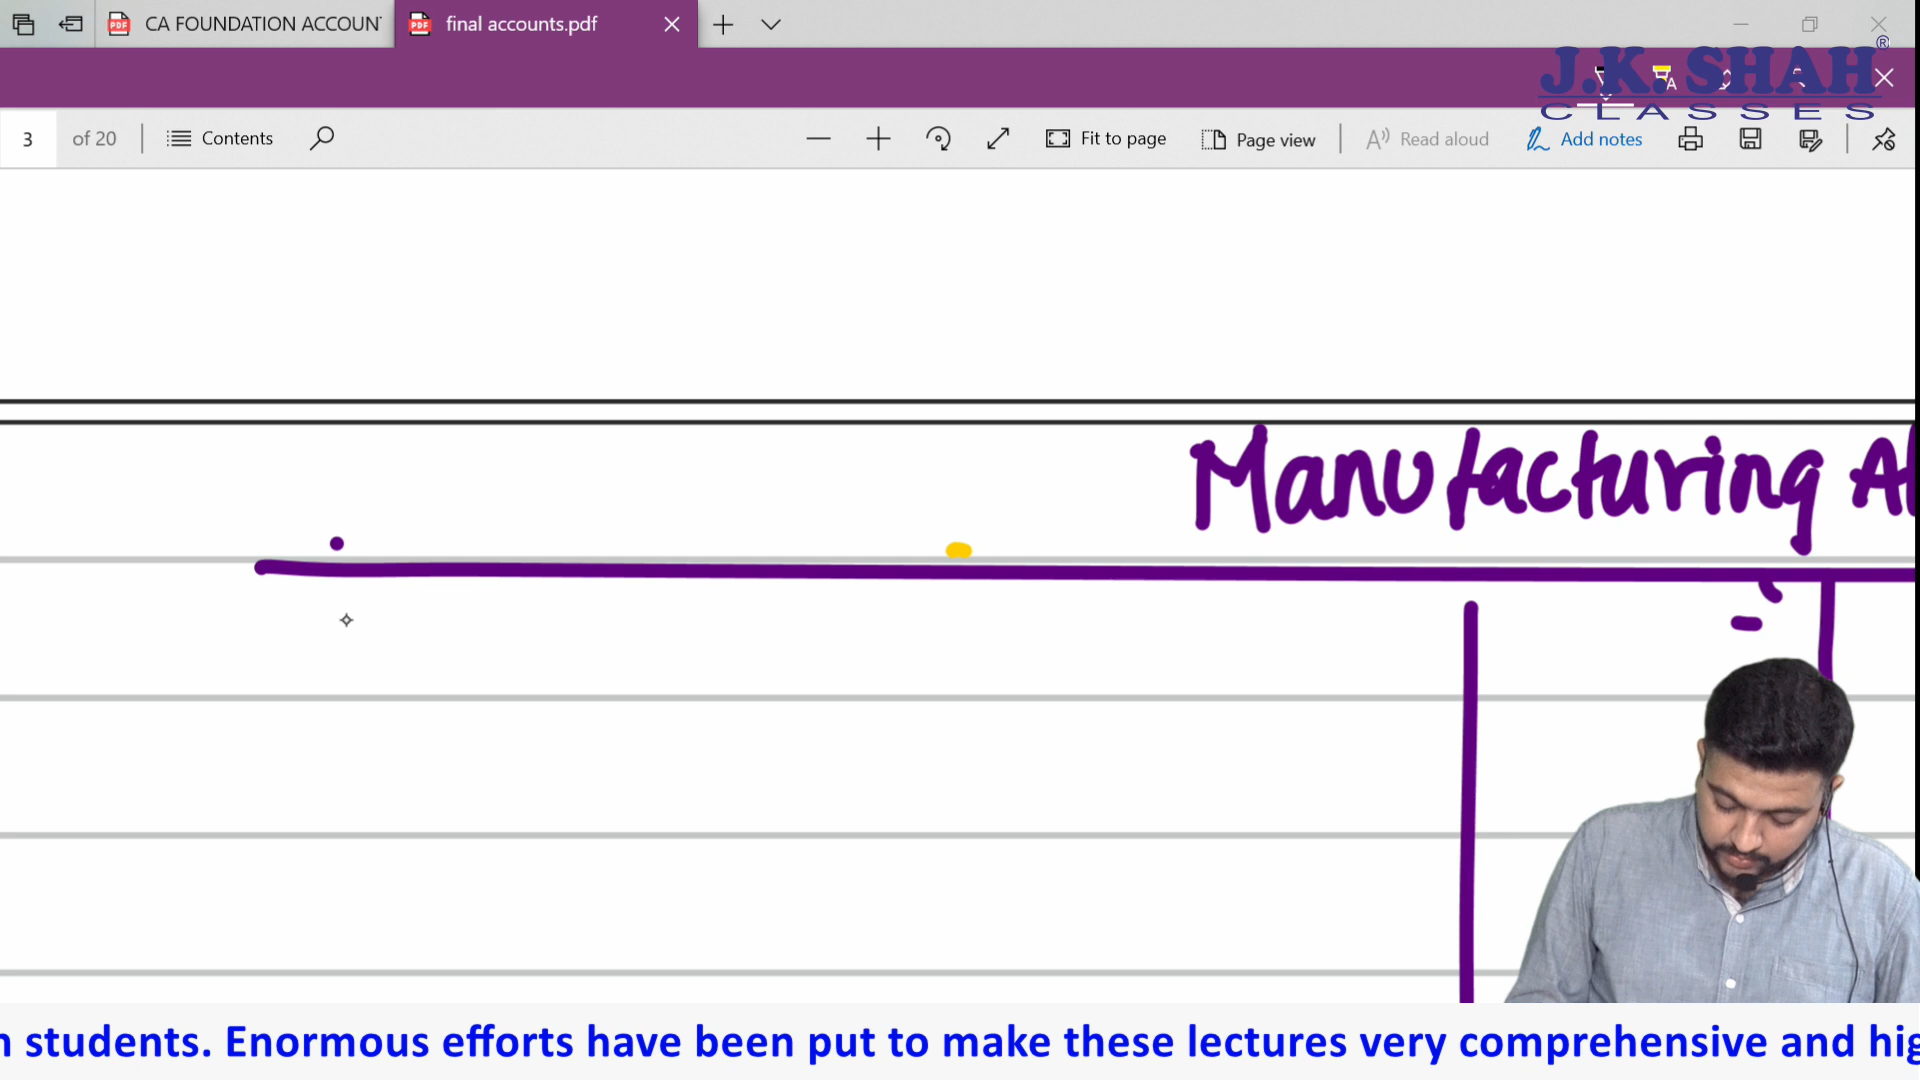 CA FOUNDATION ACCOUN
final accounts.pdf
J.K. SHAH®
CLASSES
3 of 20
Contents
Fit to page
Page view
Read aloud
Add notes
Manufacturing A
students. Enormous efforts have been put to make these lectures very comprehensive and hig